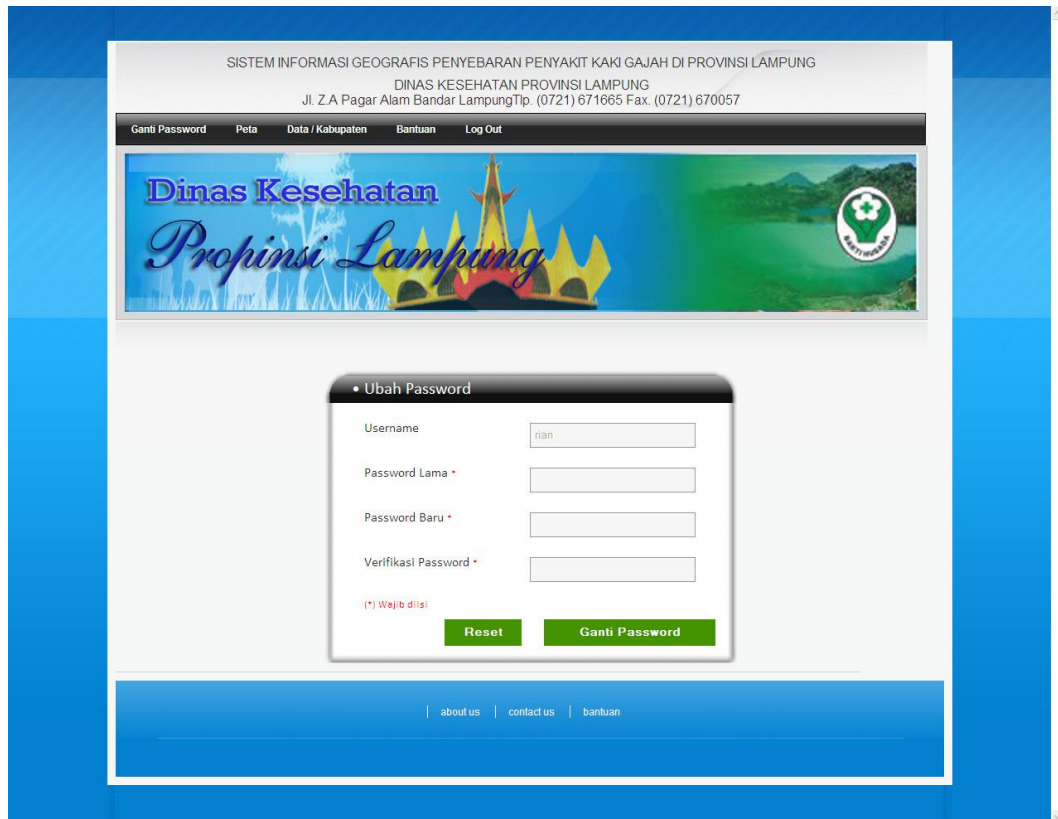 SISTEM INFORMASI GEOGRAFIS PENYEBARAN PENYAKIT KAKI GAJAH DI PROVINSI LAMPUNG
DINAS KESEHATAN PROVINSI LAMPUNG
Jl. Z.A Pagar Alam Bandar LampungTlp. (0721) 671665 Fax. (0721) 670057
Ganti Password Peta Data / Kabupaten Bantuan Log Out
Dinas Kesehatan
Propinsi Lampung
BAKTI HUSADA
• Ubah Password
Username rian
Password Lama *
Password Baru *
Verifikasi Password *
(*) Wajib diisi
Reset Ganti Password
| about us | contact us | bantuan